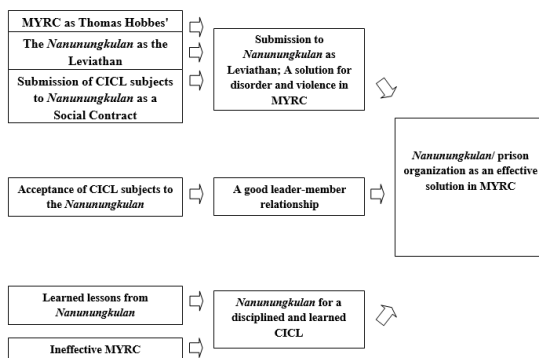 MYRC as Thomas Hobbes'
The Nanunungkulan as the
Leviathan
Submission of CICL subjects
to Nanunungkulan as a
Social Contract
Submission to
Nanunungkulan as
Leviathan; A solution for
disorder and violence in
MYRC
Nanunungkulan/ prison
organization as an effective
solution in MYRC
Acceptance of CICL subjects to
the Nanunungkulan
A good leader-member
relationship
Learned lessons from
Nanunungkulan
Ineffective MYRC
Nanunungkulan for a
disciplined and learned
CICL